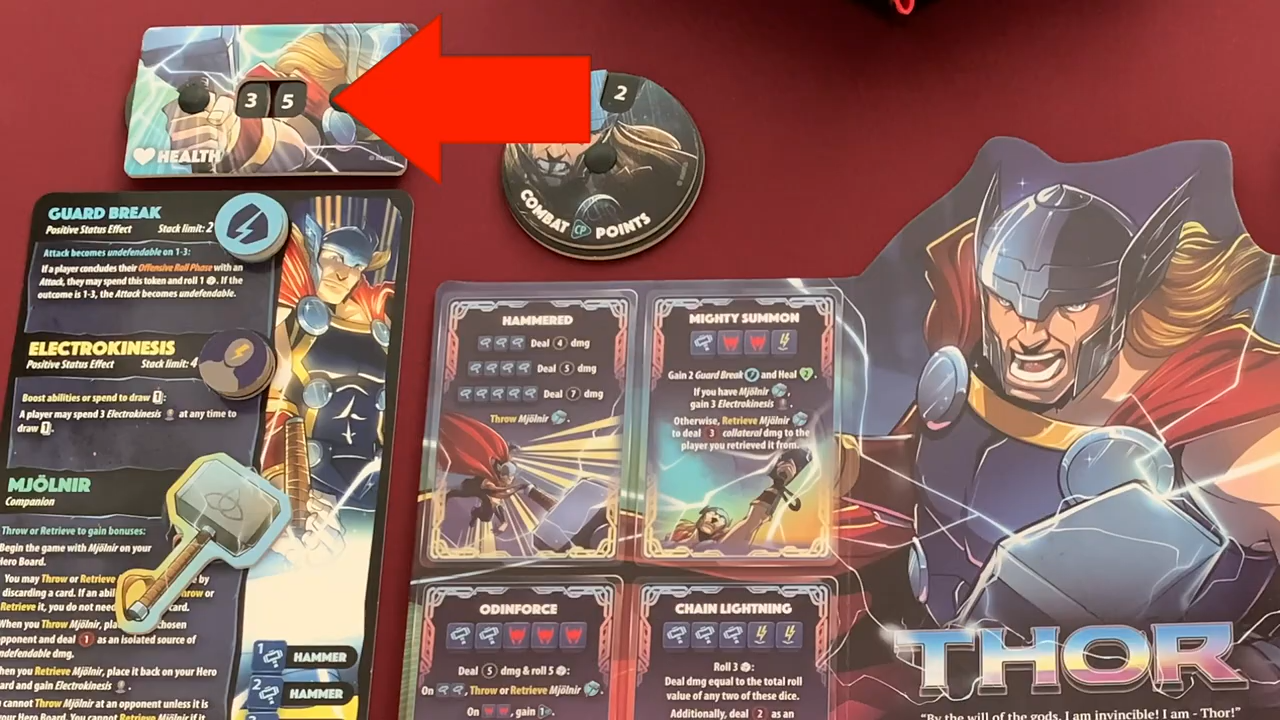 3 5
HEALTH
2
COMBAT CP POINTS
GUARD BREAK
Positive Status Effect Stack limit: 2
Attack becomes undefendable on 1-3:
If a player concludes their Offensive Roll Phase with an
Attack, they may spend this token and roll 1 . If the
outcome is 1-3, the Attack becomes undefendable.
ELECTROKINESIS
Positive Status Effect Stack limit: 4
Boost abilities or spend to draw 1:
A player may spend 3 Electrokinesis at any time to
draw 1.
MJÖLNIR
Companion
Throw or Retrieve to gain bonuses:
Begin the game with Mjölnir on your
Hero Board.
You may Throw or Retrieve by
discarding a card. If an or
Retrieve it, you do not need card.
When you Throw Mjölnir,
opponent and deal 1 as an isolated source of
undefendable dmg.
When you Retrieve Mjölnir, place it back on your Hero
and gain Electrokinesis .
cannot Throw Mjölnir at an opponent unless it is
your Hero Board. You cannot Retrieve Mjölnir if
1 HAMMER
2 HAMMER
HAMMERED
Deal 4 dmg
Deal 5 dmg
Deal 7 dmg
Throw Mjölnir .
MIGHTY SUMMON
Gain 2 Guard Break and Heal 2.
If you have Mjölnir ,
gain 3 Electrokinesis .
Otherwise, Retrieve Mjölnir
to deal 3 collateral dmg to the
player you retrieved it from.
ODINFORCE
Deal 5 dmg & roll 5 :
On , Throw or Retrieve Mjölnir .
On , gain 1
CHAIN LIGHTNING
Roll 3 :
Deal dmg equal to the total roll
value of any two of these dice.
Additionally, deal 2 as an
THOR
"By the will of the gods, I am invincible! I am - Thor!"